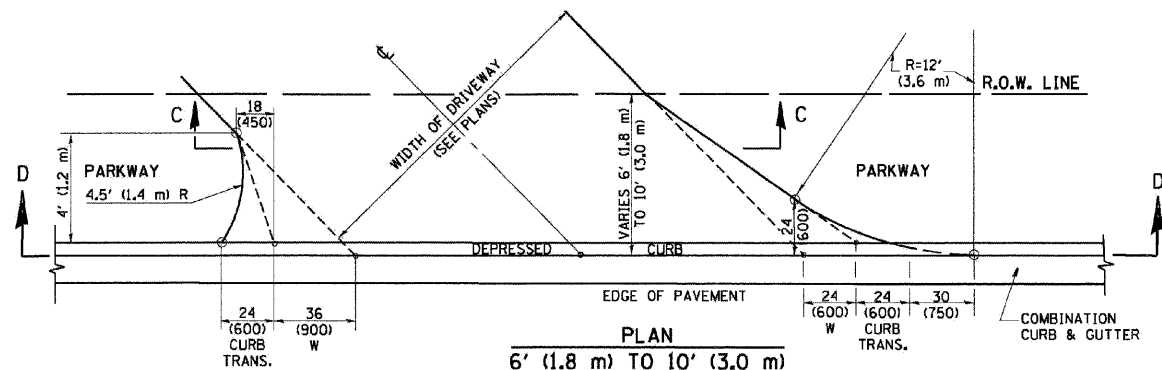 ℄
WIDTH OF DRIVEWAY
(SEE PLANS)
R=12'
(3.6 m)
R.O.W. LINE
C
18
(450)
C
D
4' (1.2 m)
PARKWAY
4.5' (1.4 m) R
VARIES 6' (1.8 m)
TO 10' (3.0 m)
PARKWAY
24
(600)
D
DEPRESSED
CURB
EDGE OF PAVEMENT
24
(600)
CURB
TRANS.
36
(900)
W
24
(600)
W
24
(600)
CURB
TRANS.
30
(750)
COMBINATION
CURB & GUTTER
PLAN
6' (1.8 m) TO 10' (3.0 m)